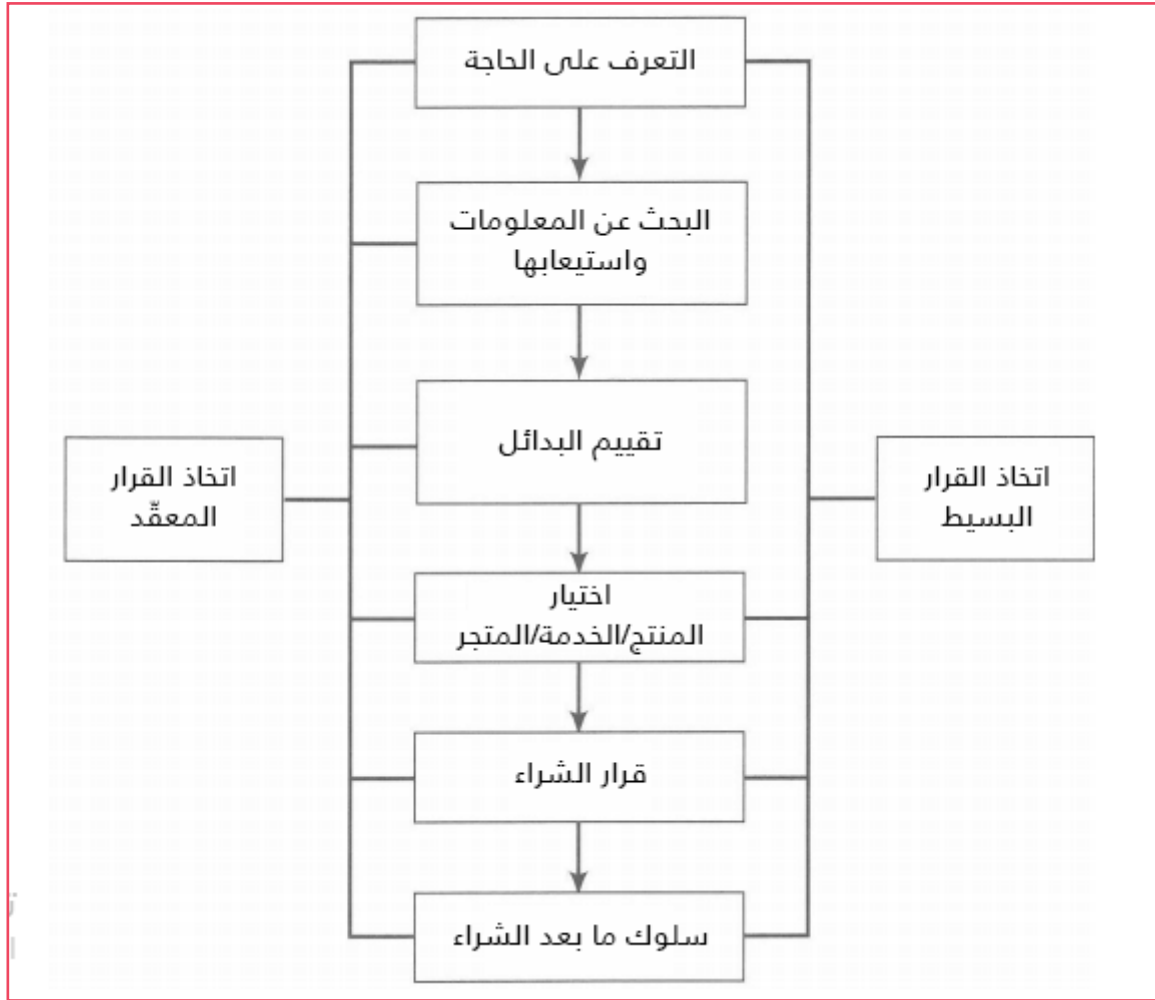 التعرف على الحاجة
البحث عن المعلومات
واستيعابها
تقييم البدائل
اتخاذ القرار
البسيط
اتخاذ القرار
المعقَّد
اختيار
المنتج/الخدمة/المتجر
قرار الشراء
سلوك ما بعد الشراء